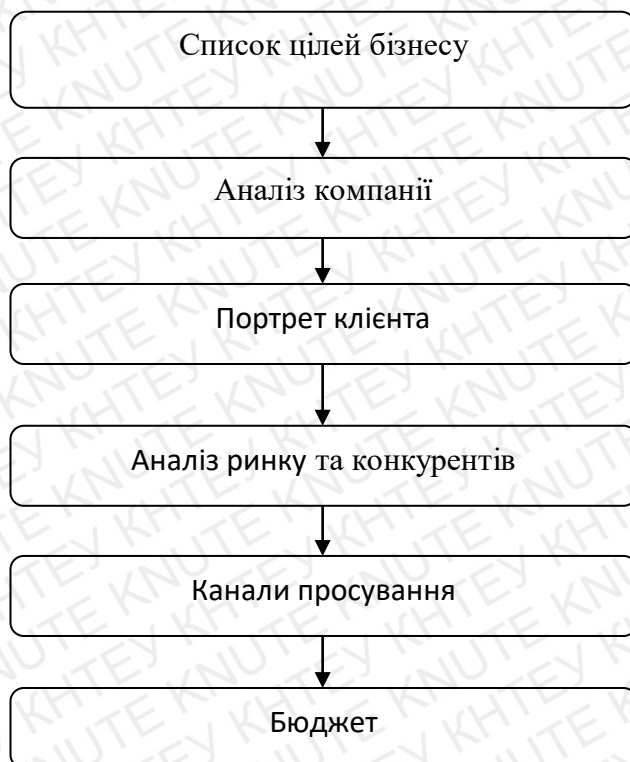 Список цілей бізнесу
Аналіз компанії
Портрет клієнта
Аналіз ринку та конкурентів
Канали просування
Бюджет